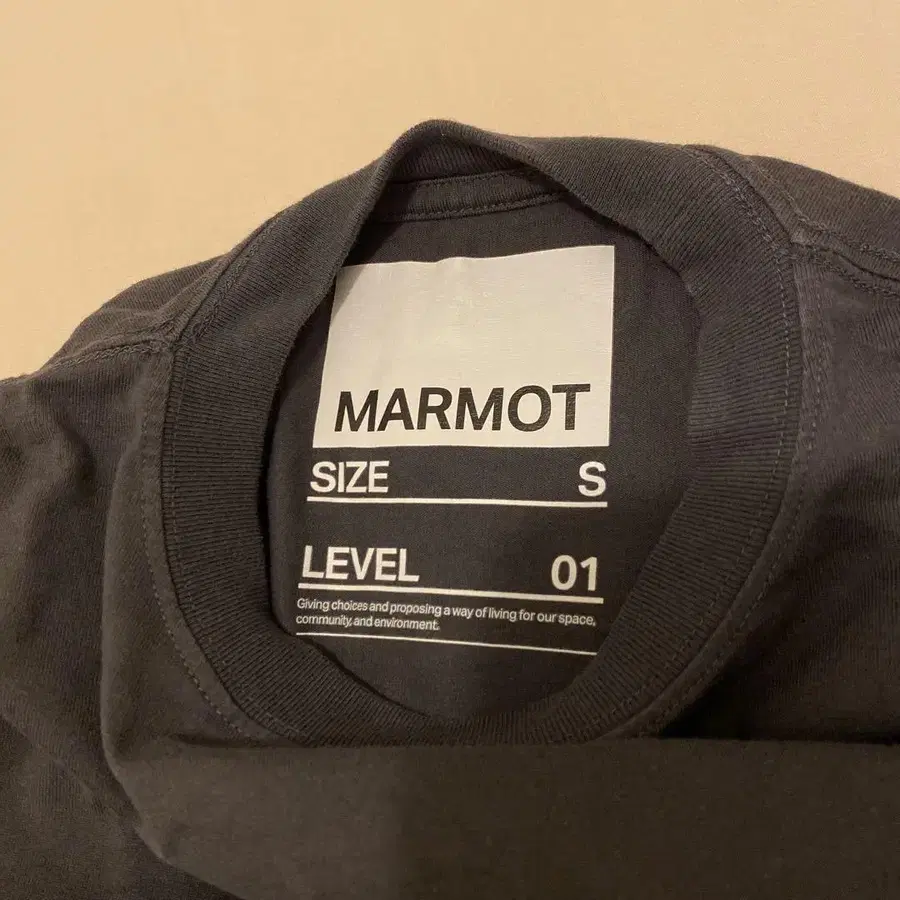 MARMOT
SIZE S
LEVEL 01
Giving choices and proposing a way of living for our space,
community, and environment.